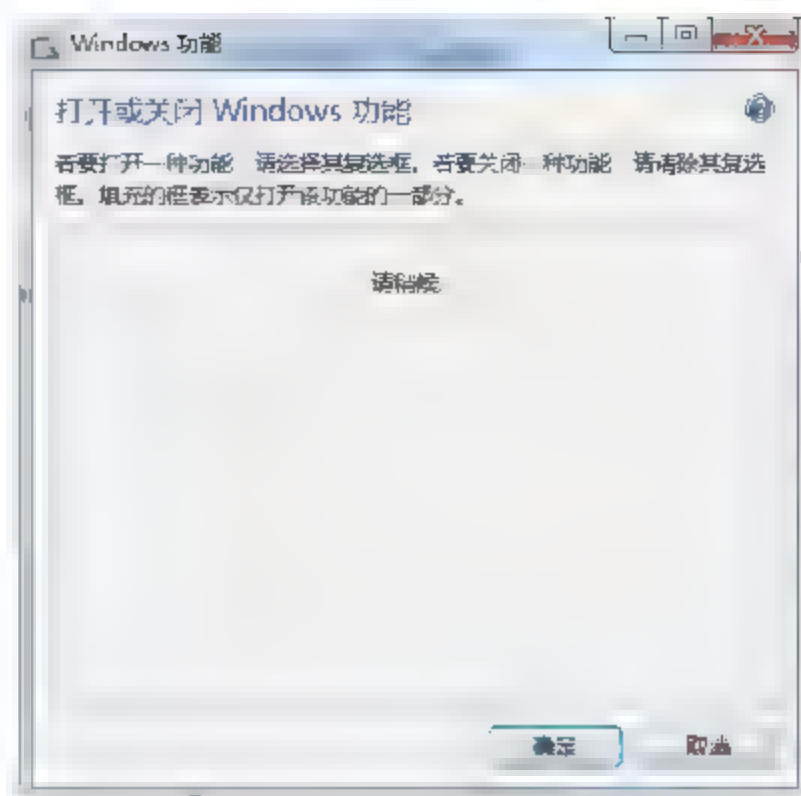 Windows 功能
打开或关闭 Windows 功能
若要打开一种功能，请选择其复选框。若要关闭一种功能，请清除其复选
框。填充的框表示仅打开该功能的一部分。
请稍候
确定
取消